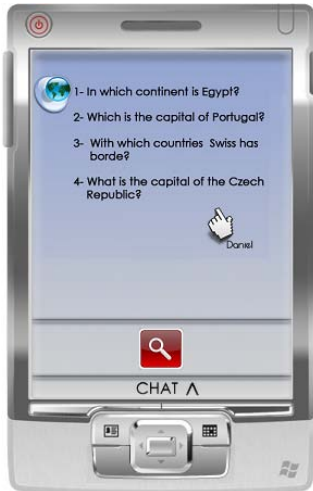 1- In which continent is Egypt?
2- Which is the capital of Portugal?
3- With which countries Swiss has
borde?
4- What is the capital of the Czech
Republic?
Daniel
CHAT Λ